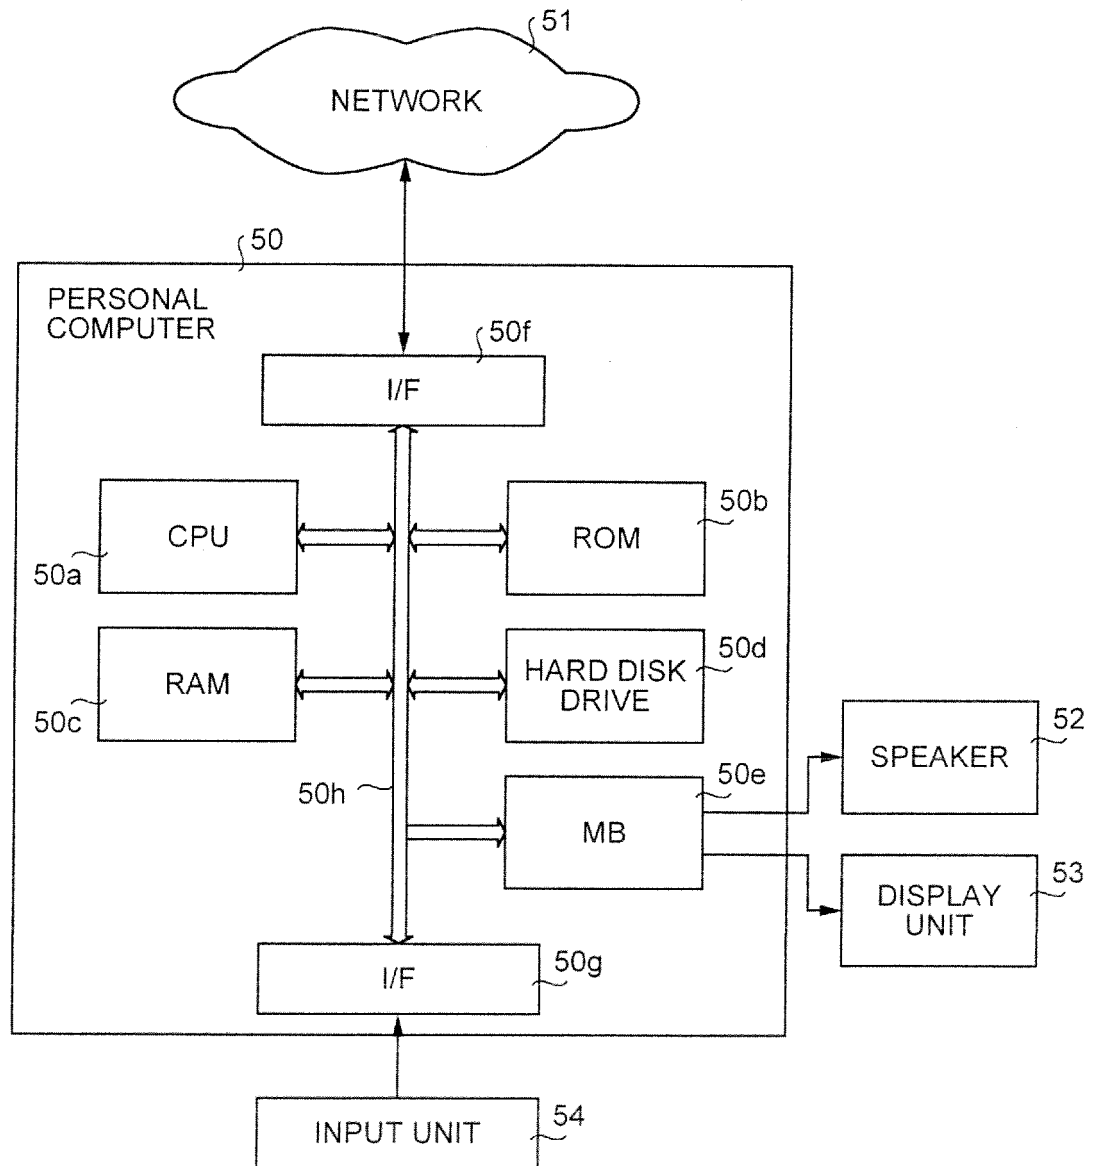 51
NETWORK
50
PERSONAL
COMPUTER
50f
I/F
CPU
50a
ROM
50b
RAM
50c
HARD DISK
DRIVE
50d
50h
MB
50e
SPEAKER
52
DISPLAY
UNIT
53
I/F
50g
INPUT UNIT
54